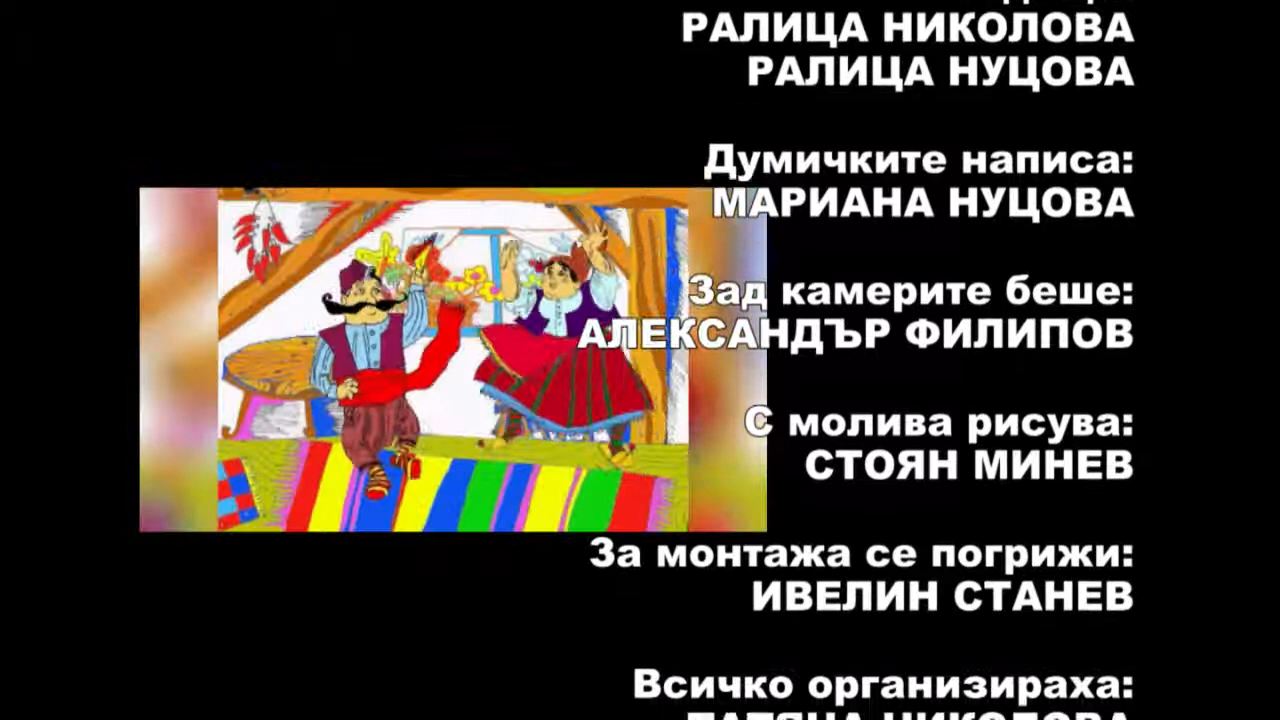 РАЛИЦА НИКОЛОВА
РАЛИЦА НУЦОВА
Думичките написа:
МАРИАНА НУЦОВА
Зад камерите беше:
АЛЕКСАНДЪР ФИЛИПОВ
С молива рисува:
СТОЯН МИНЕВ
За монтажа се погрижи:
ИВЕЛИН СТАНЕВ
Всичко организираха:
НИКОЛОВА